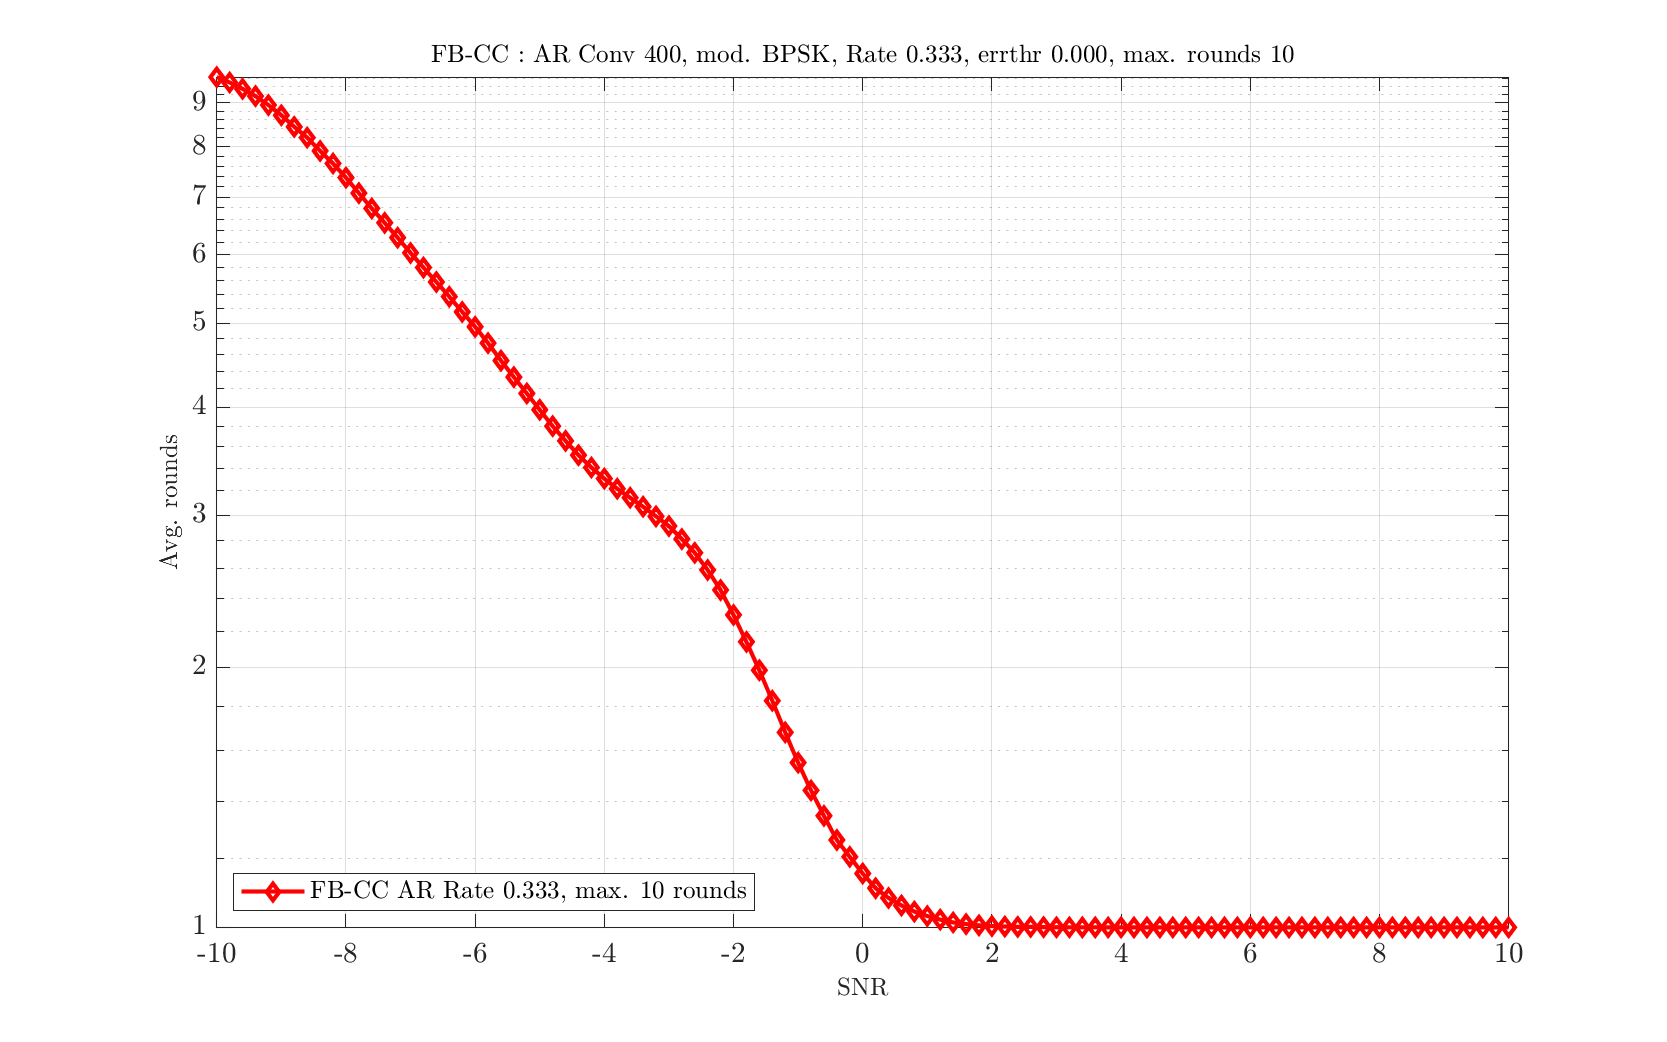 FB-CC : AR Conv 400, mod. BPSK, Rate 0.333, errthr 0.000, max. rounds 10
9
8
7
6
5
4
3
2
1
Avg. rounds
FB-CC AR Rate 0.333, max. 10 rounds
-10 -8 -6 -4 -2 0 2 4 6 8 10
SNR